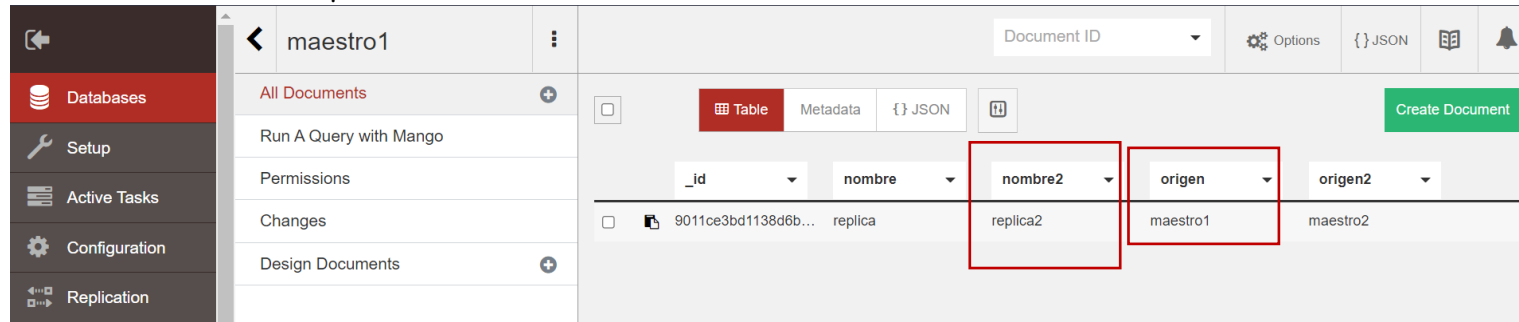 maestro1
Document ID
Options
{ } JSON
Databases
Setup
Active Tasks
Configuration
Replication
All Documents
Run A Query with Mango
Permissions
Changes
Design Documents
Table
Metadata
{ } JSON
Create Document
_id
nombre
nombre2
origen
origen2
9011ce3bd1138d6b...
replica
replica2
maestro1
maestro2